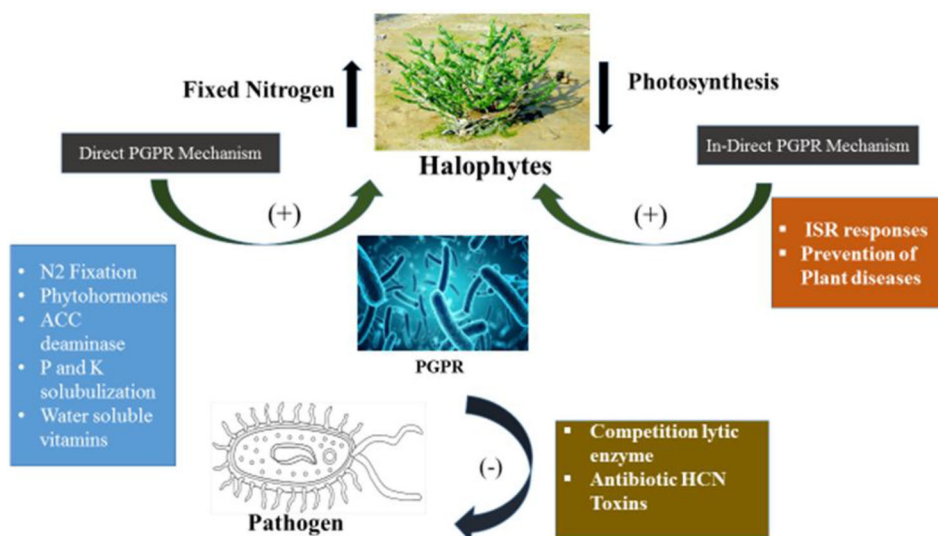 Fixed Nitrogen
Photosynthesis
Direct PGPR Mechanism
Halophytes
In-Direct PGPR Mechanism
(+)
(+)
▪ ISR responses
▪ Prevention of
Plant diseases
• N2 Fixation
• Phytohormones
• ACC
deaminase
• P and K
solubulization
• Water soluble
vitamins
PGPR
(-)
▪ Competition lytic
enzyme
▪ Antibiotic HCN
Toxins
Pathogen